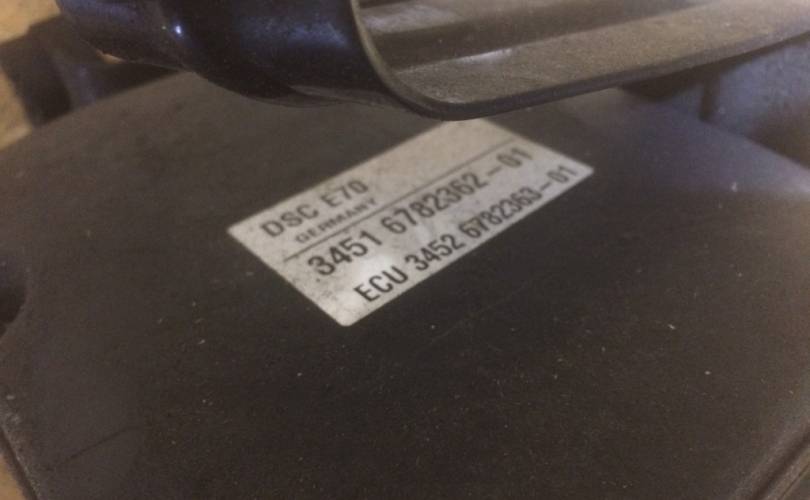 DSC E70
GERMANY
3451 6782362-01
ECU 3452 6782363-01